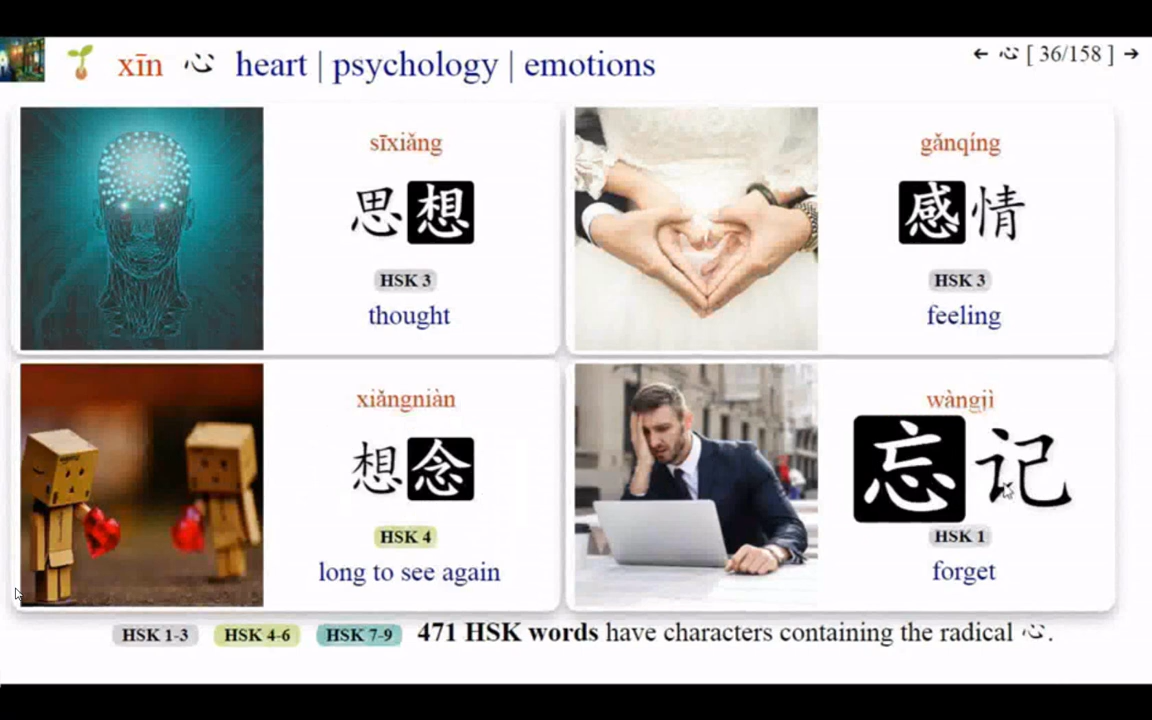 xīn 心 heart | psychology | emotions
← 心 [ 36/158 ] →
sīxiǎng
思想
HSK 3
thought
gǎnqíng
感情
HSK 3
feeling
xiǎngniàn
想念
HSK 4
long to see again
wàngjì
忘记
HSK 1
forget
HSK 1-3 HSK 4-6 HSK 7-9 471 HSK words have characters containing the radical 心.